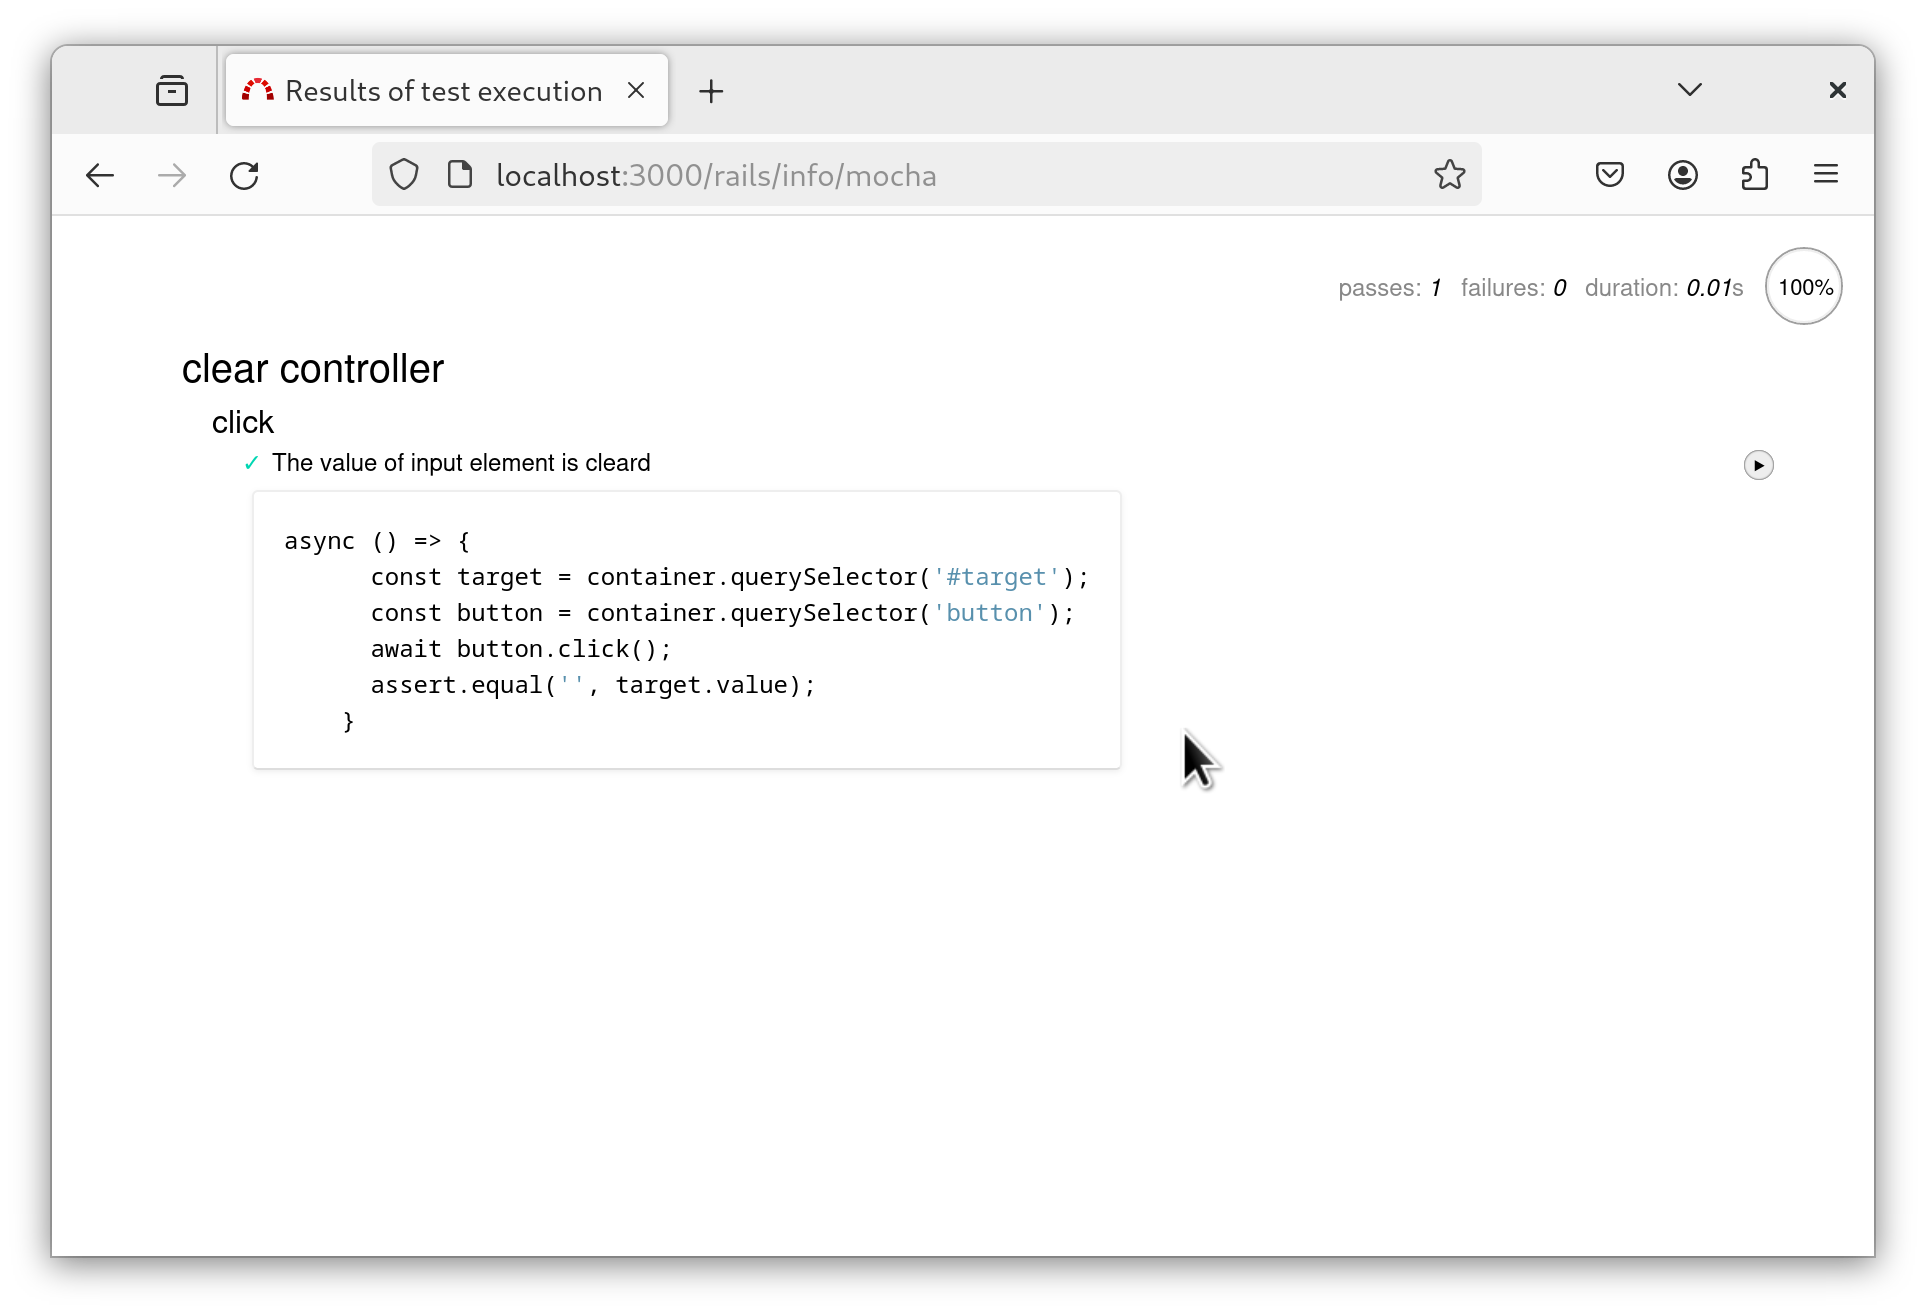 Results of test execution
localhost:3000/rails/info/mocha
passes: 1 failures: 0 duration: 0.01s 100%
clear controller
click
✓ The value of input element is cleard
async () => {
      const target = container.querySelector('#target');
      const button = container.querySelector('button');
      await button.click();
      assert.equal('', target.value);
    }